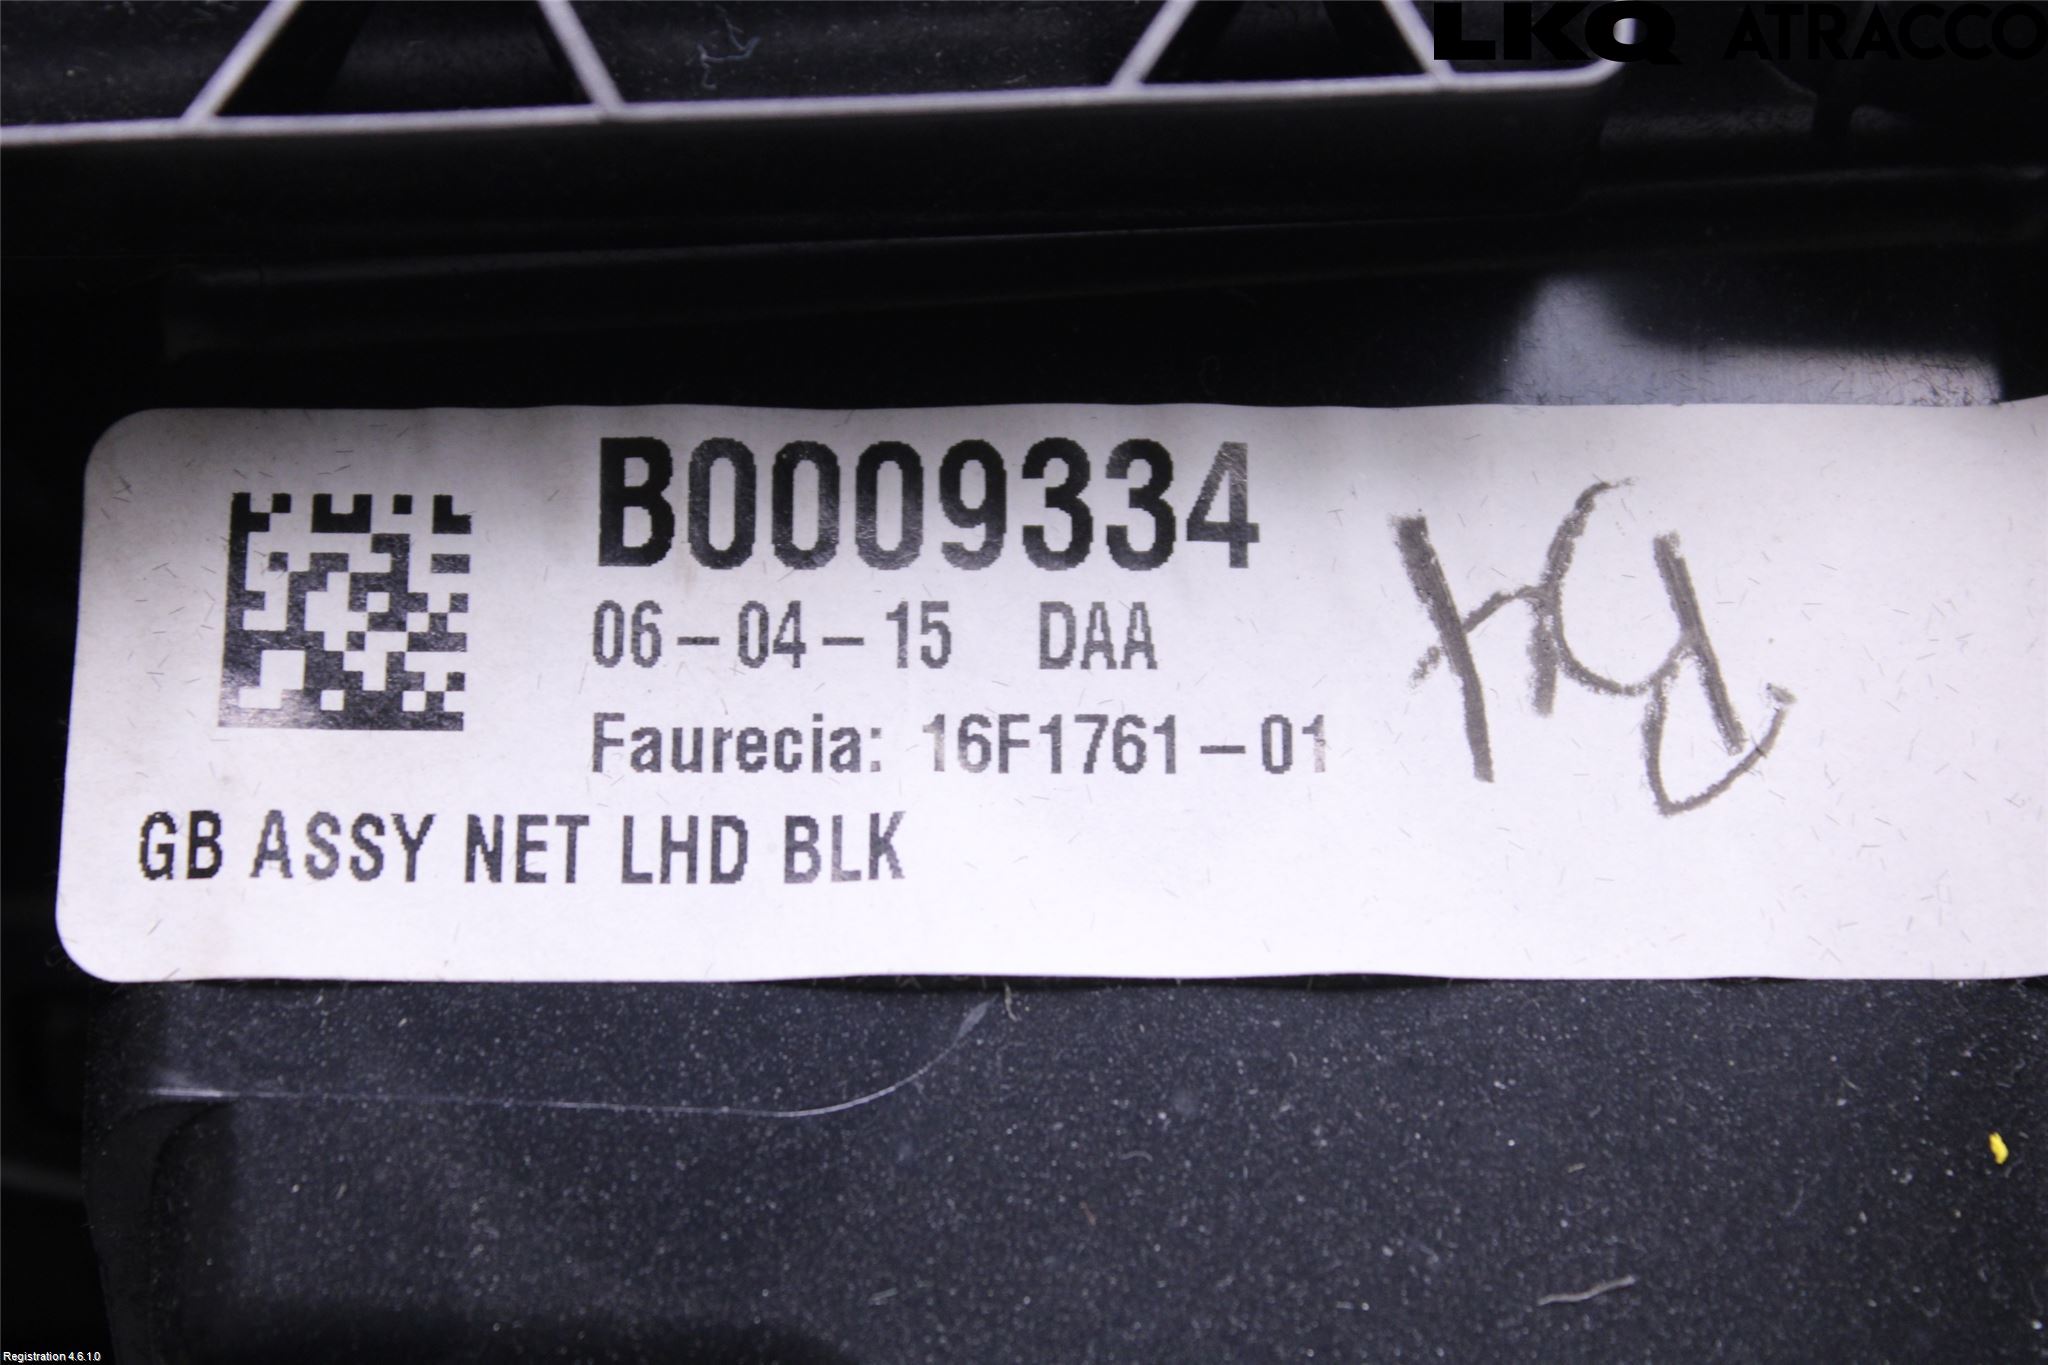 LKQ ATRACCO
B0009334
06-04-15 DAA
Faurecia: 16F1761-01
GB ASSY NET LHD BLK
Registration 4.6.1.0